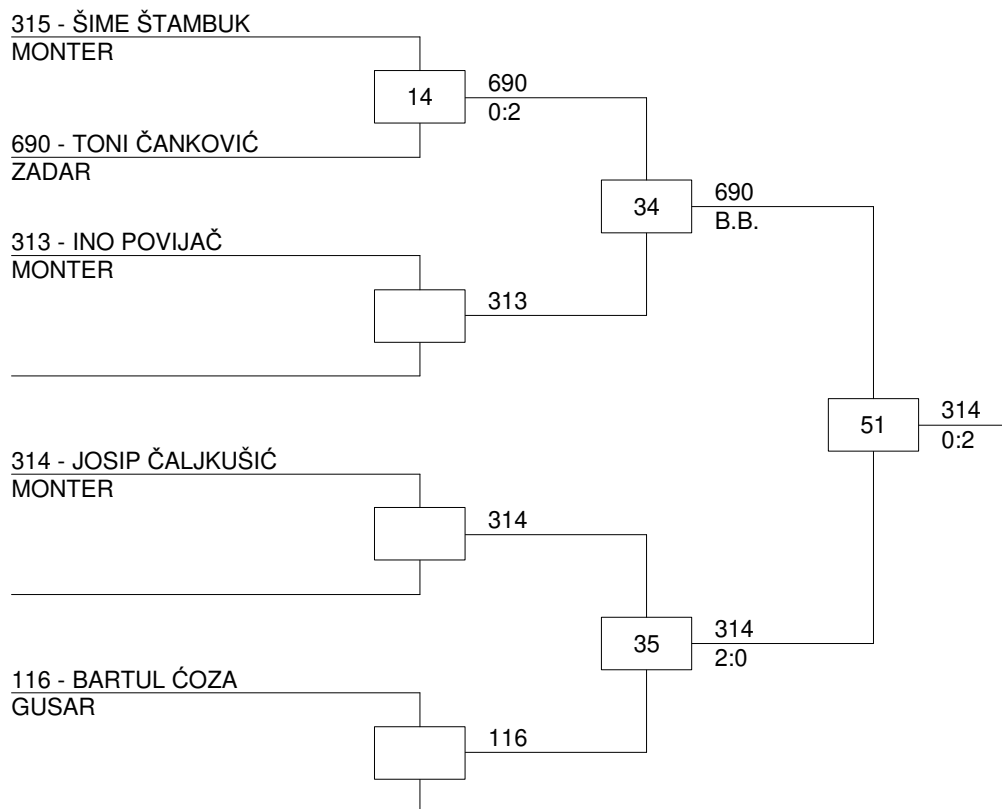 315 - ŠIME ŠTAMBUK
MONTER
14
690
0:2
690 - TONI ČANKOVIĆ
ZADAR
34
690
B.B.
313 - INO POVIJAČ
MONTER
313
51
314
0:2
314 - JOSIP ČALJKUŠIĆ
MONTER
314
35
314
2:0
116 - BARTUL ĆOZA
GUSAR
116